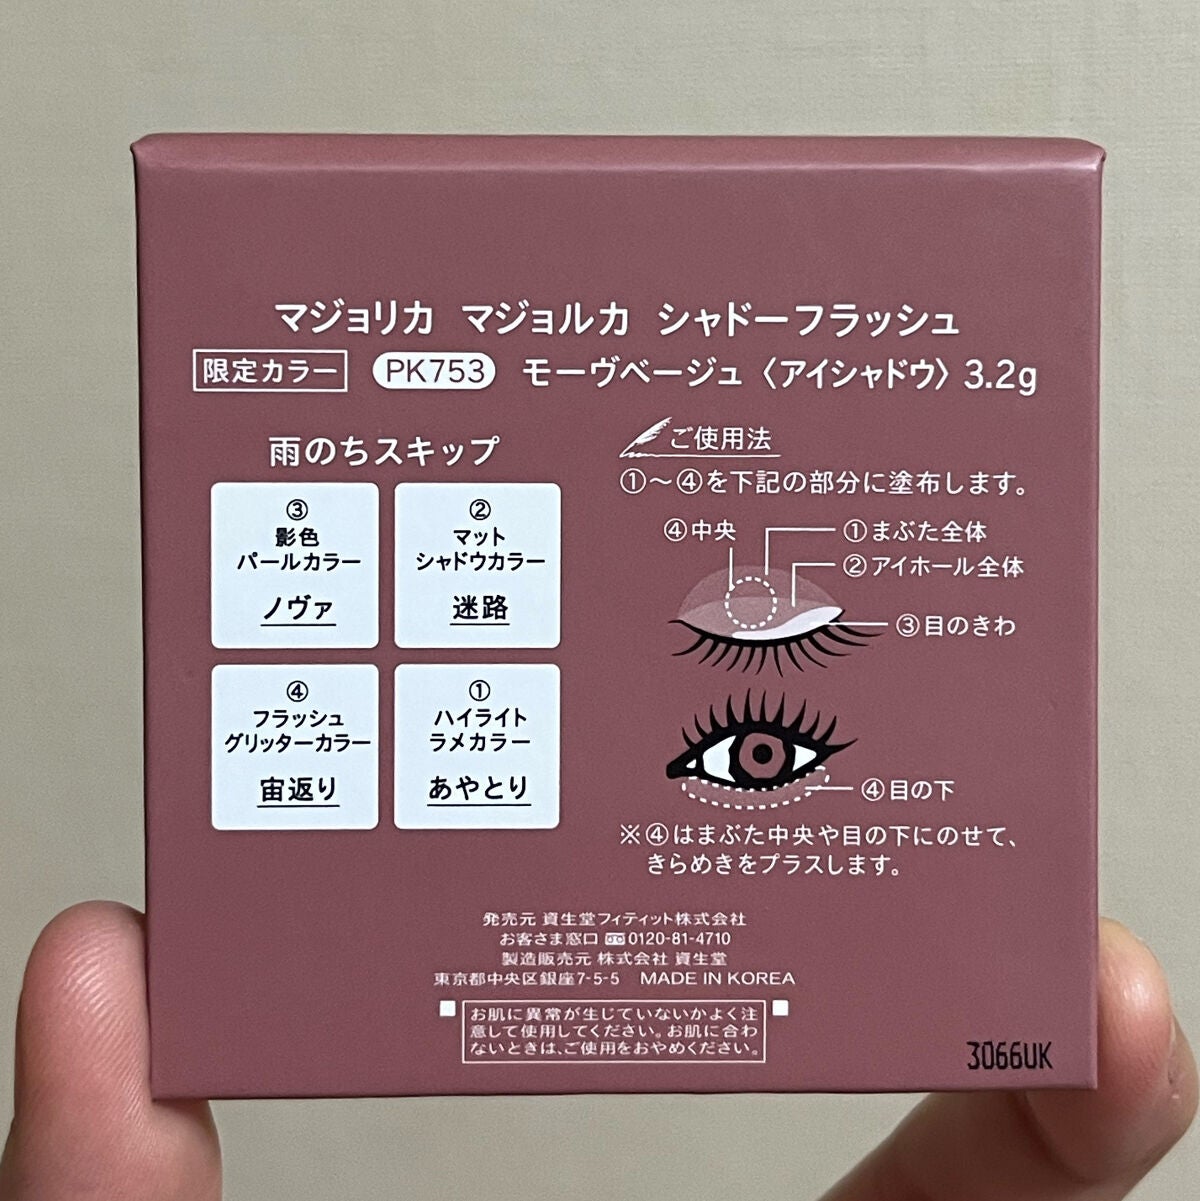 マジョリカ マジョルカ シャドーフラッシュ
限定カラー PK753 モーヴベージュ〈アイシャドウ〉3.2g
雨のちスキップ
③
影色
パールカラー
ノヴァ
②
マット
シャドウカラー
迷路
④
フラッシュ
グリッターカラー
宙返り
①
ハイライト
ラメカラー
あやとり
ご使用法
①～④を下記の部分に塗布します。
④中央
①まぶた全体
②アイホール全体
③目のきわ
④目の下
※④はまぶた中央や目の下にのせて、
きらめきをプラスします。
発売元 資生堂フィティット株式会社
お客さま窓口 0120-81-4710
製造販売元 株式会社 資生堂
東京都中央区銀座7-5-5 MADE IN KOREA
お肌に異常が生じていないかよく注
意して使用してください。お肌に合わ
ないときは、ご使用をおやめください。
3066UK